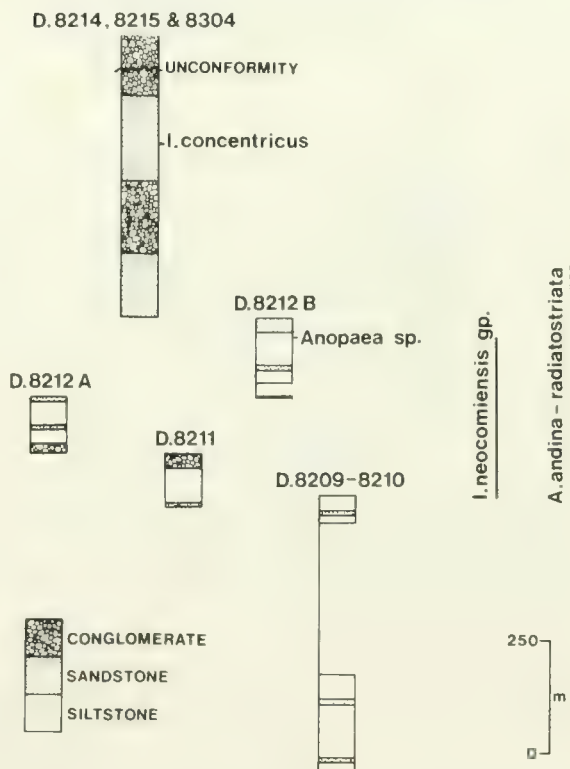 D.8214, 8215 & 8304
UNCONFORMITY
I.concentricus
D.8212 B
Anopaea sp.
D.8212 A
D.8211
D.8209-8210
I.neocomiensis gp.
A.andina-radiatostriata
CONGLOMERATE
SANDSTONE
SILTSTONE
250
m